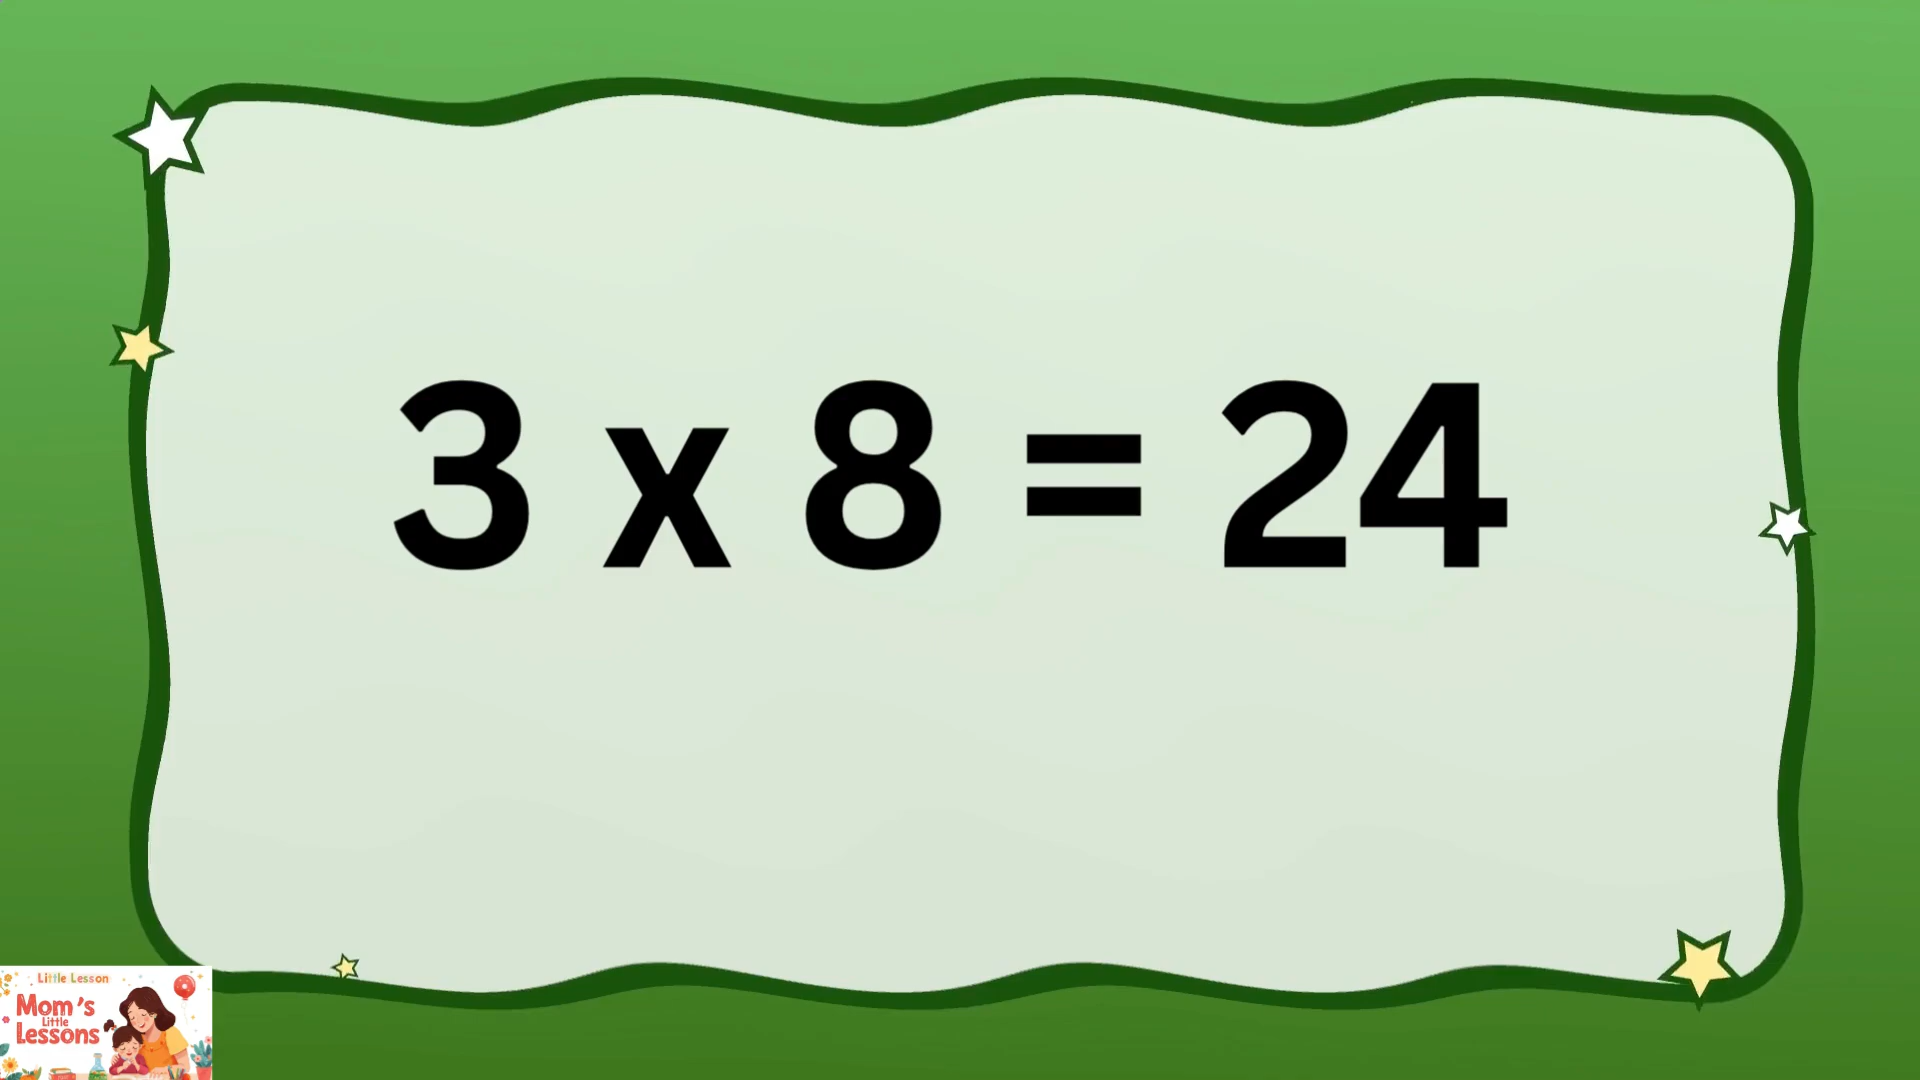 3 x 8 = 24
Little Lesson
Mom's
Little
Lessons